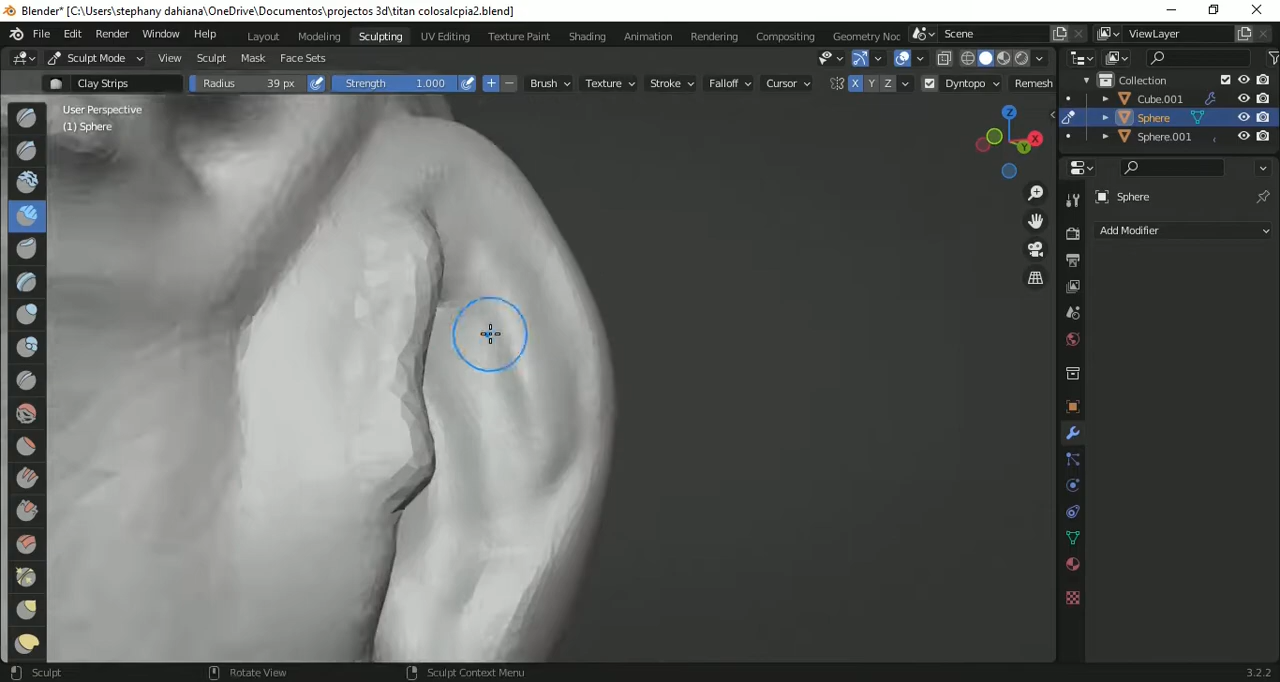 Blender* [C:\Users\stephany dahiana\OneDrive\Documentos\projectos 3d\titan colosalcpia2.blend]
File Edit Render Window Help Layout Modeling Sculpting UV Editing Texture Paint Shading Animation Rendering Compositing Geometry Noc Scene ViewLayer
Sculpt Mode View Sculpt Mask Face Sets
Clay Strips Radius 39 px Strength 1.000 Brush Texture Stroke Falloff Cursor X Y Z Dyntopo Remesh
User Perspective
(1) Sphere
Z
X
Y
Collection
Cube.001
Sphere
Sphere.001
Sphere
Add Modifier
Sculpt Rotate View Sculpt Context Menu 3.2.2